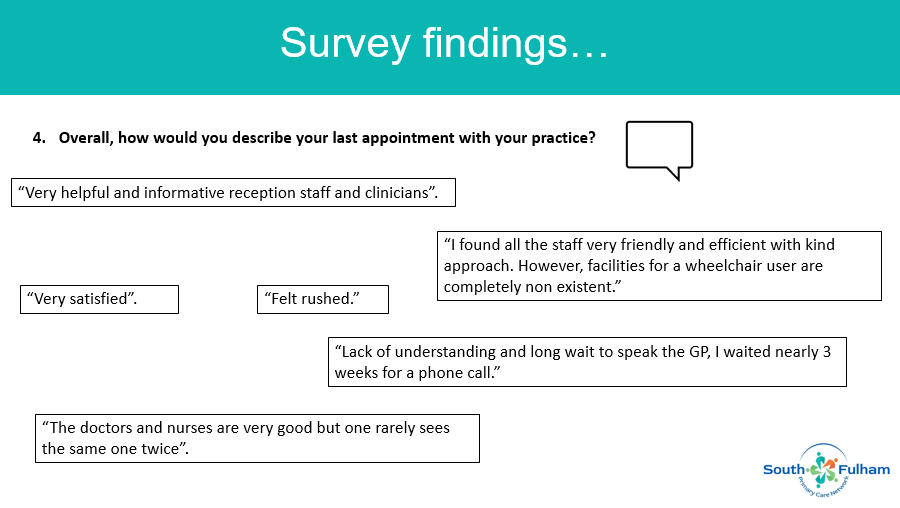 Survey findings…
4. Overall, how would you describe your last appointment with your practice?
“Very helpful and informative reception staff and clinicians”.
“I found all the staff very friendly and efficient with kind
approach. However, facilities for a wheelchair user are
completely non existent.”
“Very satisfied”.
“Felt rushed.”
“Lack of understanding and long wait to speak the GP, I waited nearly 3
weeks for a phone call.”
“The doctors and nurses are very good but one rarely sees
the same one twice”.
South Fulham
Primary Care Network